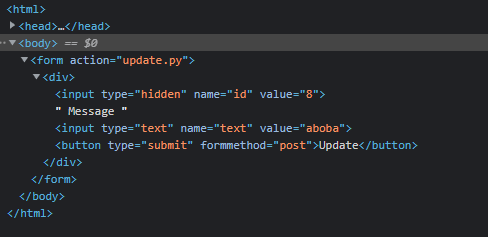 <html>
<head>…</head>
<body> == $0
<form action="update.py">
<div>
<input type="hidden" name="id" value="8">
" Message "
<input type="text" name="text" value="aboba">
<button type="submit" formmethod="post">Update</button>
</div>
</form>
</body>
</html>